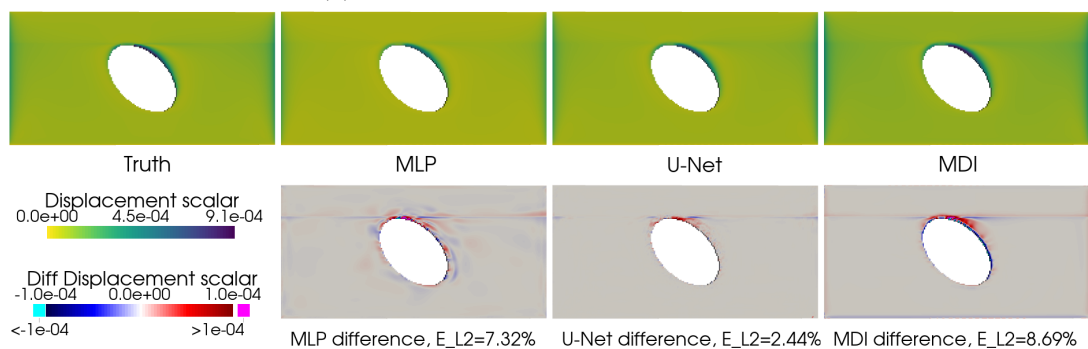 Truth
MLP
U-Net
MDI
Displacement scalar
0.0e+00 4.5e-04 9.1e-04
Diff Displacement scalar
-1.0e-04 0.0e+00 1.0e-04
<-1e-04 >1e-04
MLP difference, E_L2=7.32%
U-Net difference, E_L2=2.44%
MDI difference, E_L2=8.69%